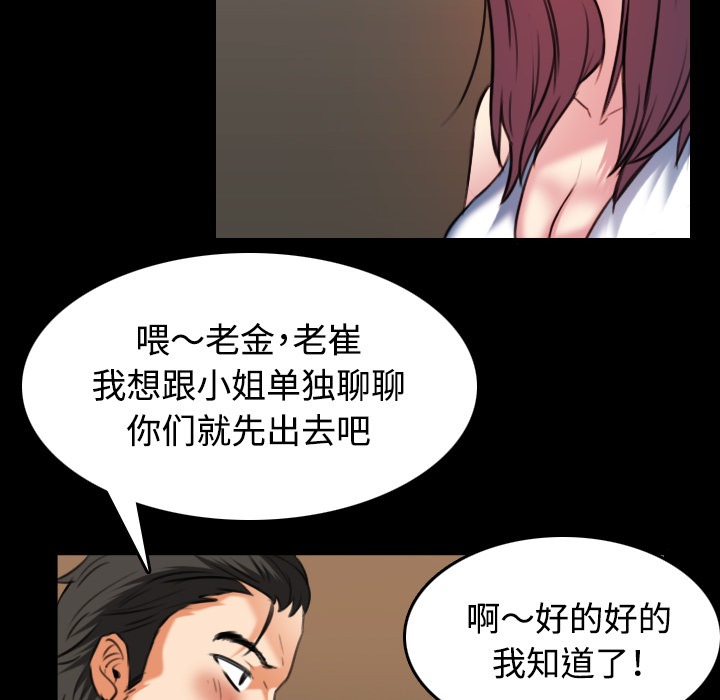 喂～老金，老崔
我想跟小姐单独聊聊
你们就先出去吧
啊～好的好的
我知道了！